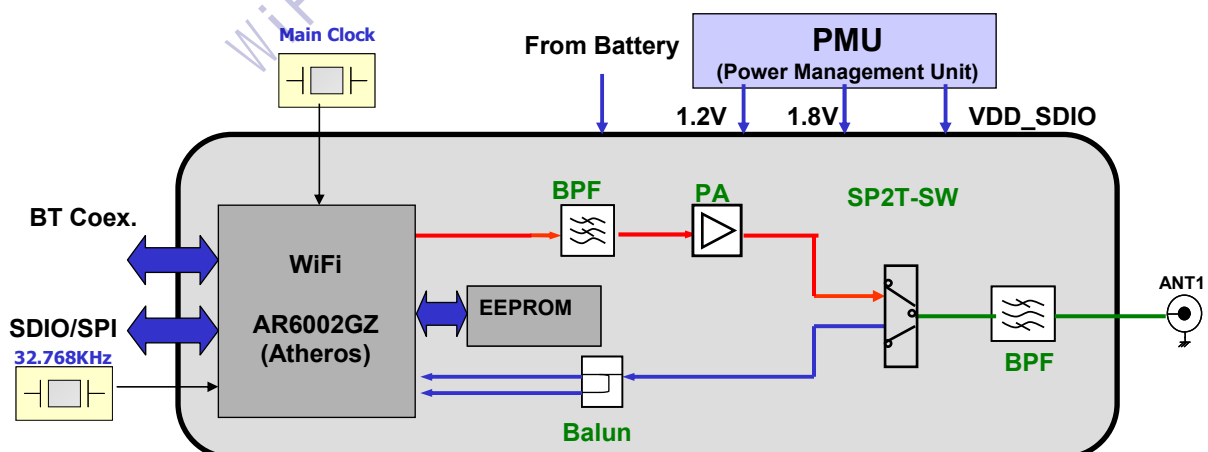 WiF
Main Clock
From Battery
PMU
(Power Management Unit)
1.2V
1.8V
VDD_SDIO
BPF
PA
SP2T-SW
BT Coex.
WiFi
AR6002GZ
(Atheros)
EEPROM
ANT1
SDIO/SPI
32.768KHz
BPF
Balun